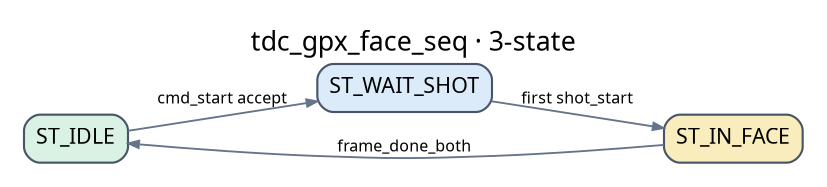 tdc_gpx_face_seq · 3-state
cmd_start accept
ST_WAIT_SHOT
first shot_start
ST_IDLE
ST_IN_FACE
frame_done_both